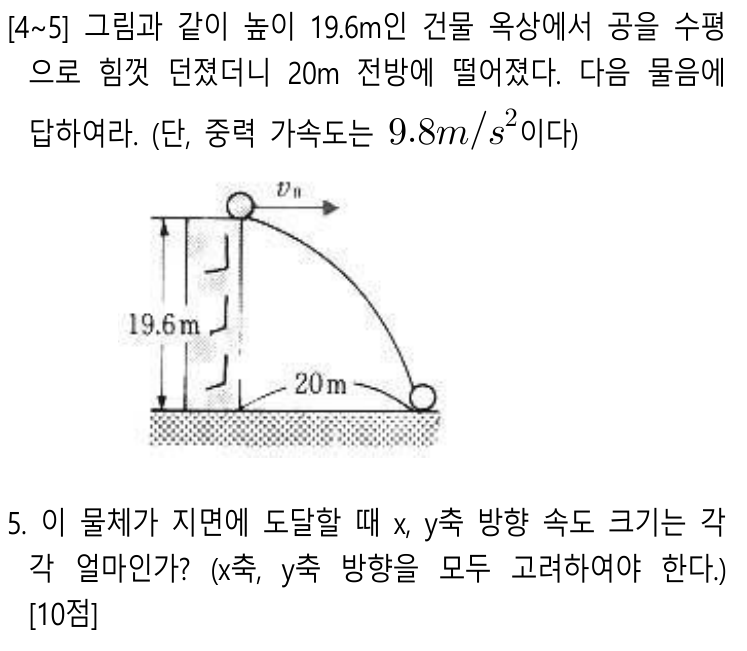 [4~5] 그림과 같이 높이 19.6m인 건물 옥상에서 공을 수평
으로 힘껏 던졌더니 20m 전방에 떨어졌다. 다음 물음에
답하여라. (단, 중력 가속도는 9.8m/s²이다)
v₀
19.6m
20m
5. 이 물체가 지면에 도달할 때 x, y축 방향 속도 크기는 각
각 얼마인가? (x축, y축 방향을 모두 고려하여야 한다.)
[10점]